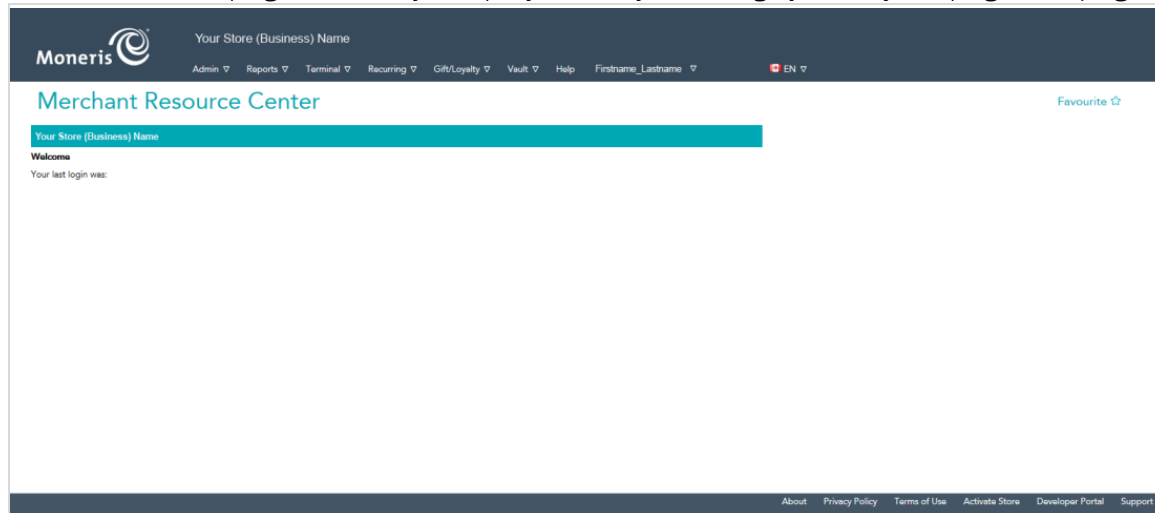 Moneris
Your Store (Business) Name
Admin Reports Terminal Recurring Gift/Loyalty Vault Help Firstname_Lastname EN
Merchant Resource Center
Favourite
Your Store (Business) Name
Welcome
Your last login was:
About Privacy Policy Terms of Use Activate Store Developer Portal Support